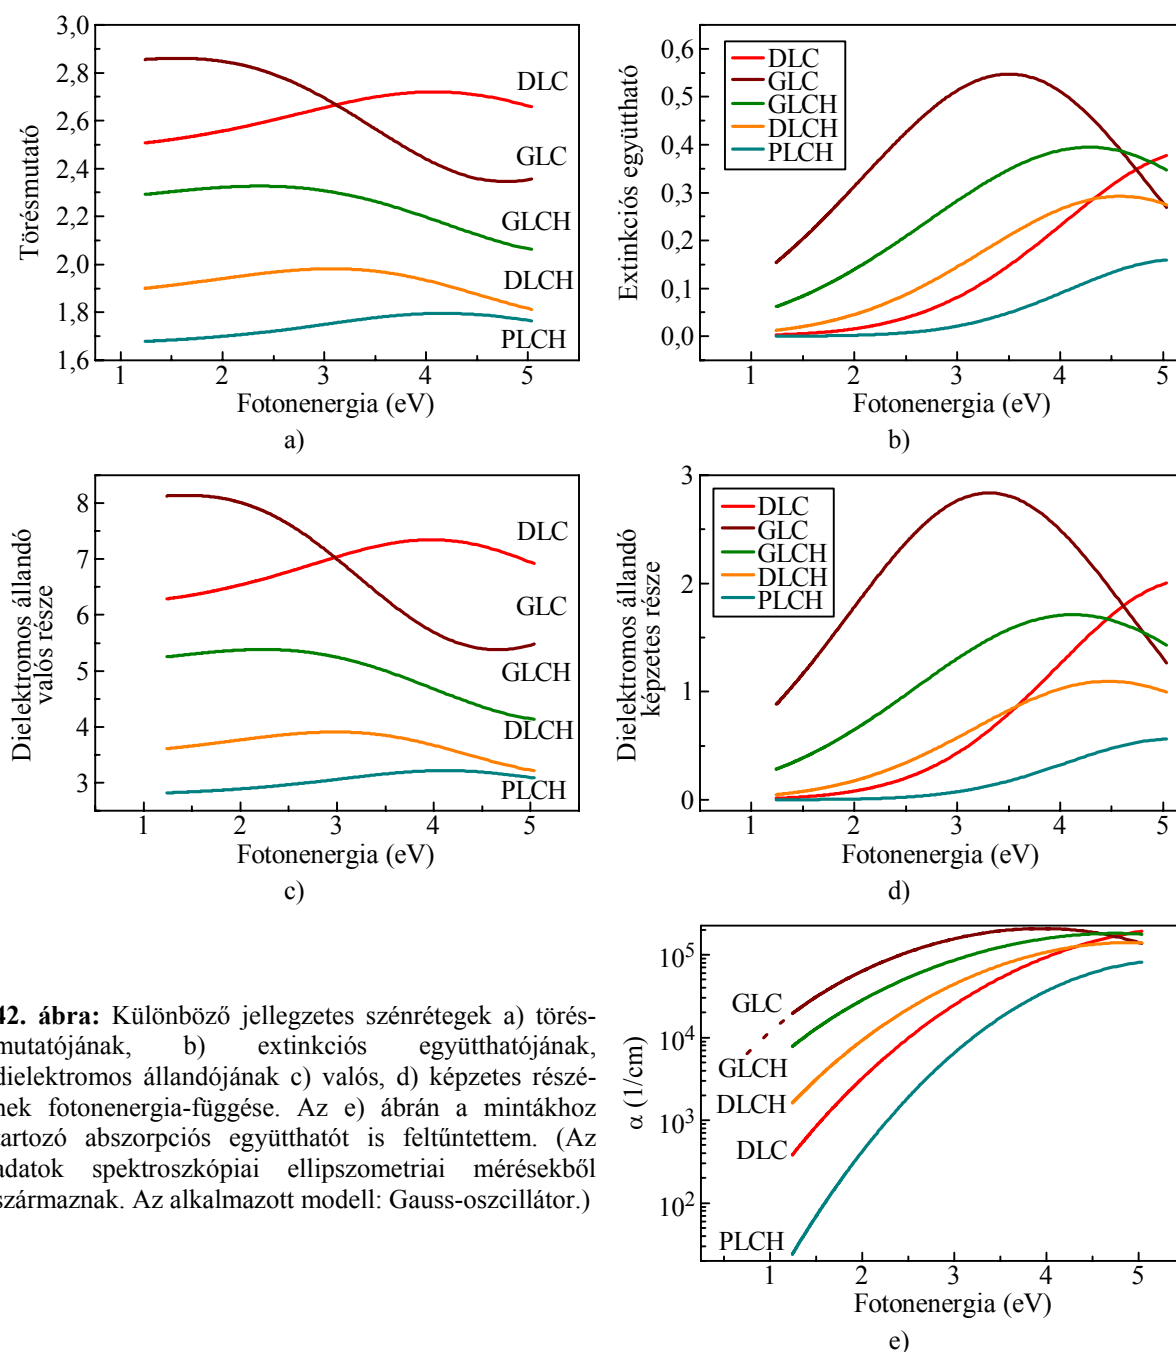 3,0
2,8
2,6
2,4
2,2
2,0
1,8
1,6
Törésmutató
DLC
GLC
GLCH
DLCH
PLCH
1 2 3 4 5
Fotonenergia (eV)
a)
0,6
0,5
0,4
0,3
0,2
0,1
0,0
Extinkciós együttható
DLC
GLC
GLCH
DLCH
PLCH
1 2 3 4 5
Fotonenergia (eV)
b)
8
7
6
5
4
3
Dielektromos állandó
valós része
DLC
GLC
GLCH
DLCH
PLCH
1 2 3 4 5
Fotonenergia (eV)
c)
3
2
1
0
Dielektromos állandó
képzetes része
DLC
GLC
GLCH
DLCH
PLCH
1 2 3 4 5
Fotonenergia (eV)
d)
10⁵
10⁴
10³
10²
α (1/cm)
GLC
GLCH
DLCH
DLC
PLCH
1 2 3 4 5
Fotonenergia (eV)
e)
42. ábra: Különböző jellegzetes szénrétegek a) törés-
mutatójának, b) extinkciós együtthatójának,
dielektromos állandójának c) valós, d) képzetes részé-
nek fotonenergia-függése. Az e) ábrán a mintákhoz
tartozó abszorpciós együtthatót is feltűntettem. (Az
adatok spektroszkópiai ellipszometriai mérésekből
származnak. Az alkalmazott modell: Gauss-oszcillátor.)